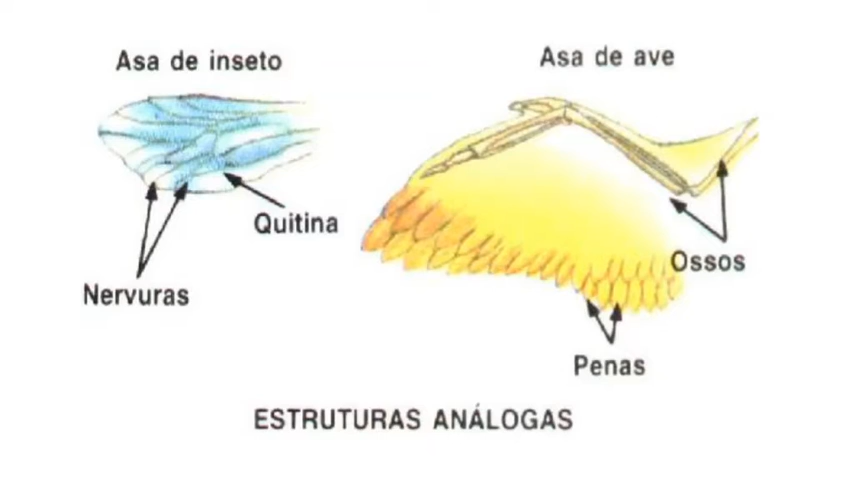 Asa de inseto
Asa de ave
Quitina
Nervuras
Ossos
Penas
ESTRUTURAS ANÁLOGAS